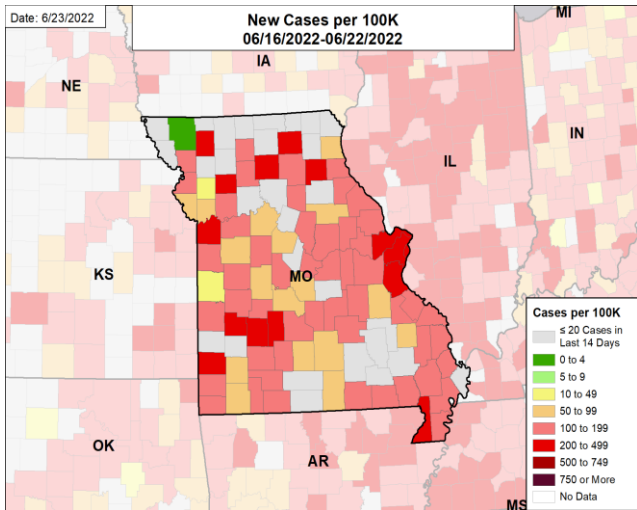 Date: 6/23/2022
New Cases per 100K
06/16/2022-06/22/2022
MI
NE
IA
IL
IN
KS
MO
OK
AR
MS
Cases per 100K
≤ 20 Cases in
Last 14 Days
0 to 4
5 to 9
10 to 49
50 to 99
100 to 199
200 to 499
500 to 749
750 or More
No Data